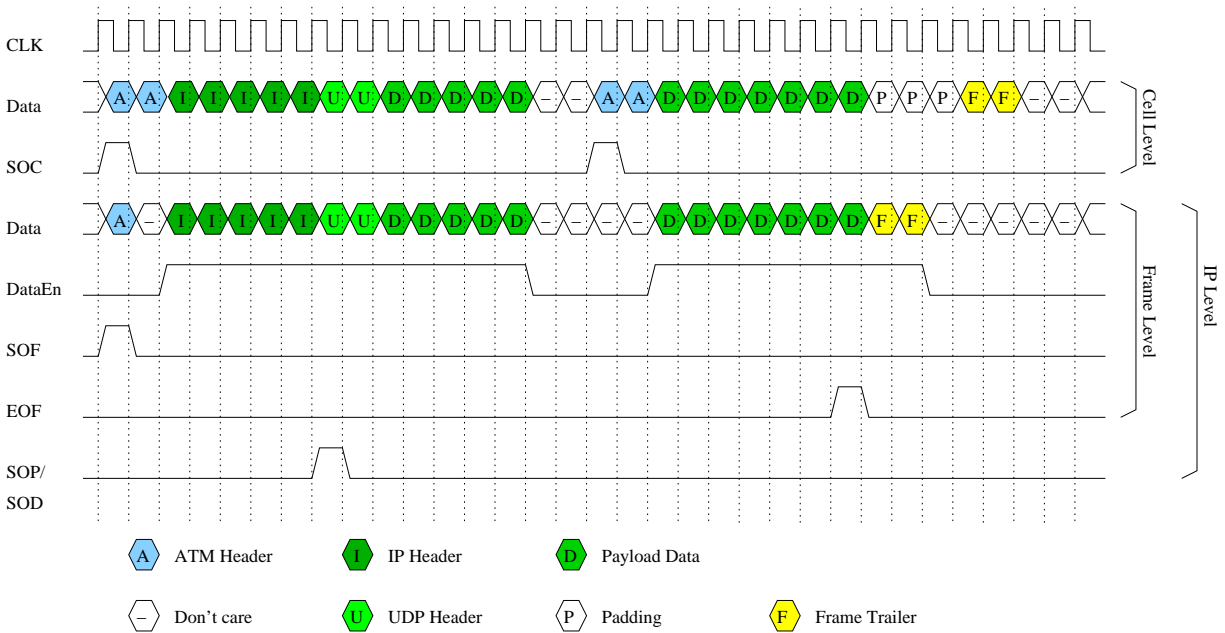 CLK
Data A A I I I I I U U D D D D D – – A A D D D D D D D P P P F F – –
SOC
Cell Level
Data A – I I I I I U U D D D D D – – – – D D D D D D D F F – – – – –
DataEn
SOF
EOF
Frame Level
SOP/
SOD
IP Level
A ATM Header I IP Header D Payload Data
– Don't care U UDP Header P Padding F Frame Trailer